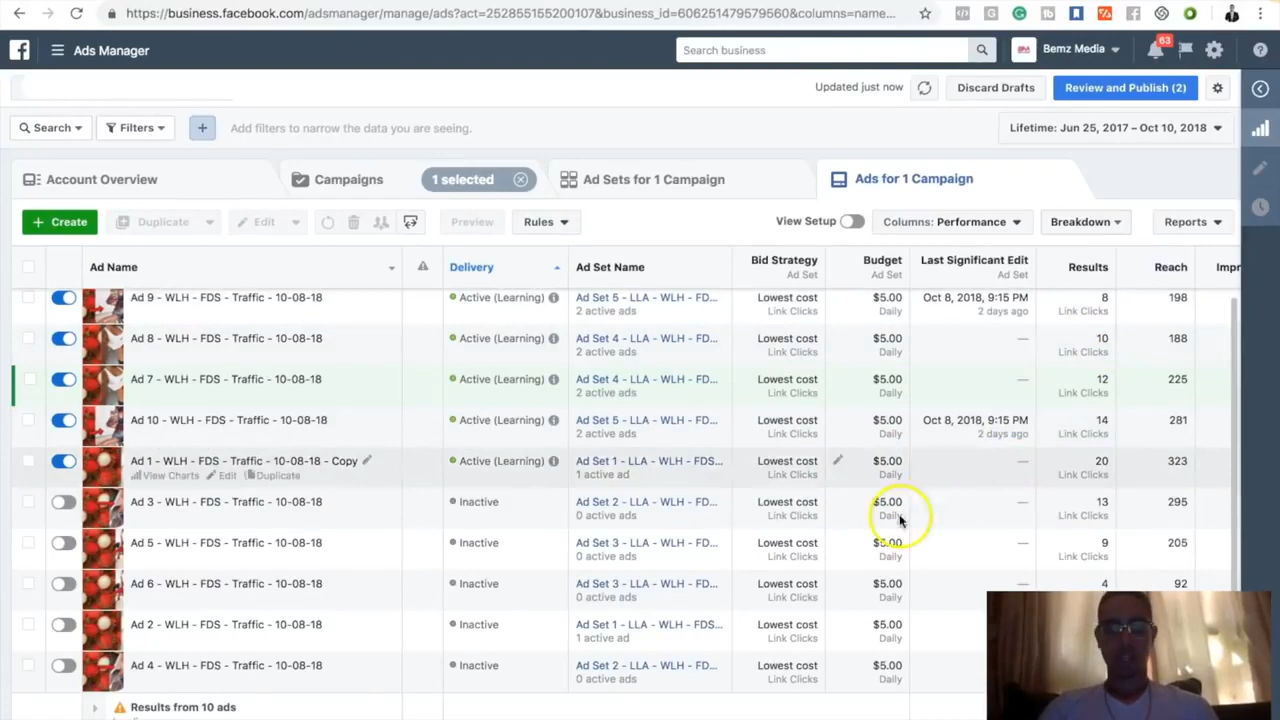 https://business.facebook.com/adsmanager/manage/ads?act=252855155200107&business_id=606251479579560&columns=name...
Ads Manager
Search business
Bemz Media
63
Updated just now
Discard Drafts
Review and Publish (2)
Search
Filters
+
Add filters to narrow the data you are seeing.
Lifetime: Jun 25, 2017 – Oct 10, 2018
Account Overview
Campaigns
1 selected
Ad Sets for 1 Campaign
Ads for 1 Campaign
+ Create
Duplicate
Edit
Preview
Rules
View Setup
Columns: Performance
Breakdown
Reports
Ad Name
Delivery
Ad Set Name
Bid Strategy
Ad Set
Budget
Ad Set
Last Significant Edit
Ad Set
Results
Reach
Impr
Ad 9 - WLH - FDS - Traffic - 10-08-18 Active (Learning) Ad Set 5 - LLA - WLH - FD... Lowest cost $5.00 Oct 8, 2018, 9:15 PM 8 198
2 active ads Link Clicks Daily 2 days ago Link Clicks
Ad 8 - WLH - FDS - Traffic - 10-08-18 Active (Learning) Ad Set 4 - LLA - WLH - FD... Lowest cost $5.00 — 10 188
2 active ads Link Clicks Daily Link Clicks
Ad 7 - WLH - FDS - Traffic - 10-08-18 Active (Learning) Ad Set 4 - LLA - WLH - FD... Lowest cost $5.00 — 12 225
2 active ads Link Clicks Daily Link Clicks
Ad 10 - WLH - FDS - Traffic - 10-08-18 Active (Learning) Ad Set 5 - LLA - WLH - FD... Lowest cost $5.00 Oct 8, 2018, 9:15 PM 14 281
2 active ads Link Clicks Daily 2 days ago Link Clicks
Ad 1 - WLH - FDS - Traffic - 10-08-18 - Copy Active (Learning) Ad Set 1 - LLA - WLH - FDS... Lowest cost $5.00 — 20 323
View Charts Edit Duplicate 1 active ad Link Clicks Daily Link Clicks
Ad 3 - WLH - FDS - Traffic - 10-08-18 Inactive Ad Set 2 - LLA - WLH - FD... Lowest cost $5.00 — 13 295
0 active ads Link Clicks Daily Link Clicks
Ad 5 - WLH - FDS - Traffic - 10-08-18 Inactive Ad Set 3 - LLA - WLH - FD... Lowest cost $5.00 — 9 205
0 active ads Link Clicks Daily Link Clicks
Ad 6 - WLH - FDS - Traffic - 10-08-18 Inactive Ad Set 3 - LLA - WLH - FD... Lowest cost $5.00 — 4 92
0 active ads Link Clicks Daily
Ad 2 - WLH - FDS - Traffic - 10-08-18 Inactive Ad Set 1 - LLA - WLH - FDS... Lowest cost $5.00
1 active ad Link Clicks Daily
Ad 4 - WLH - FDS - Traffic - 10-08-18 Inactive Ad Set 2 - LLA - WLH - FD... Lowest cost $5.00
0 active ads Link Clicks Daily
Results from 10 ads